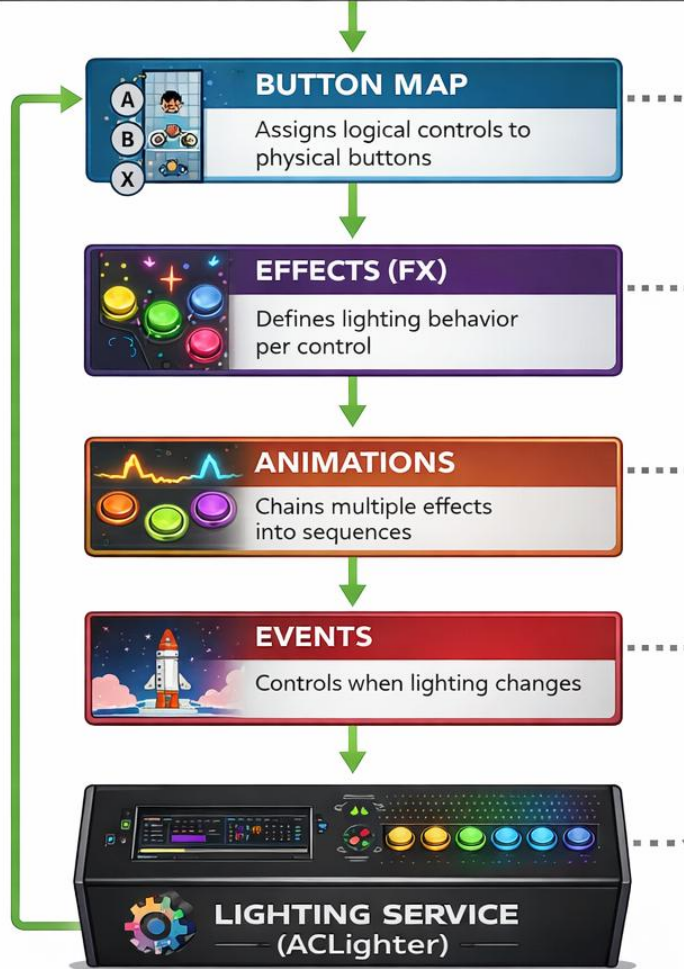 A
B
X
BUTTON MAP
Assigns logical controls to
physical buttons
EFFECTS (FX)
Defines lighting behavior
per control
ANIMATIONS
Chains multiple effects
into sequences
EVENTS
Controls when lighting changes
LIGHTING SERVICE
(ACLighter)